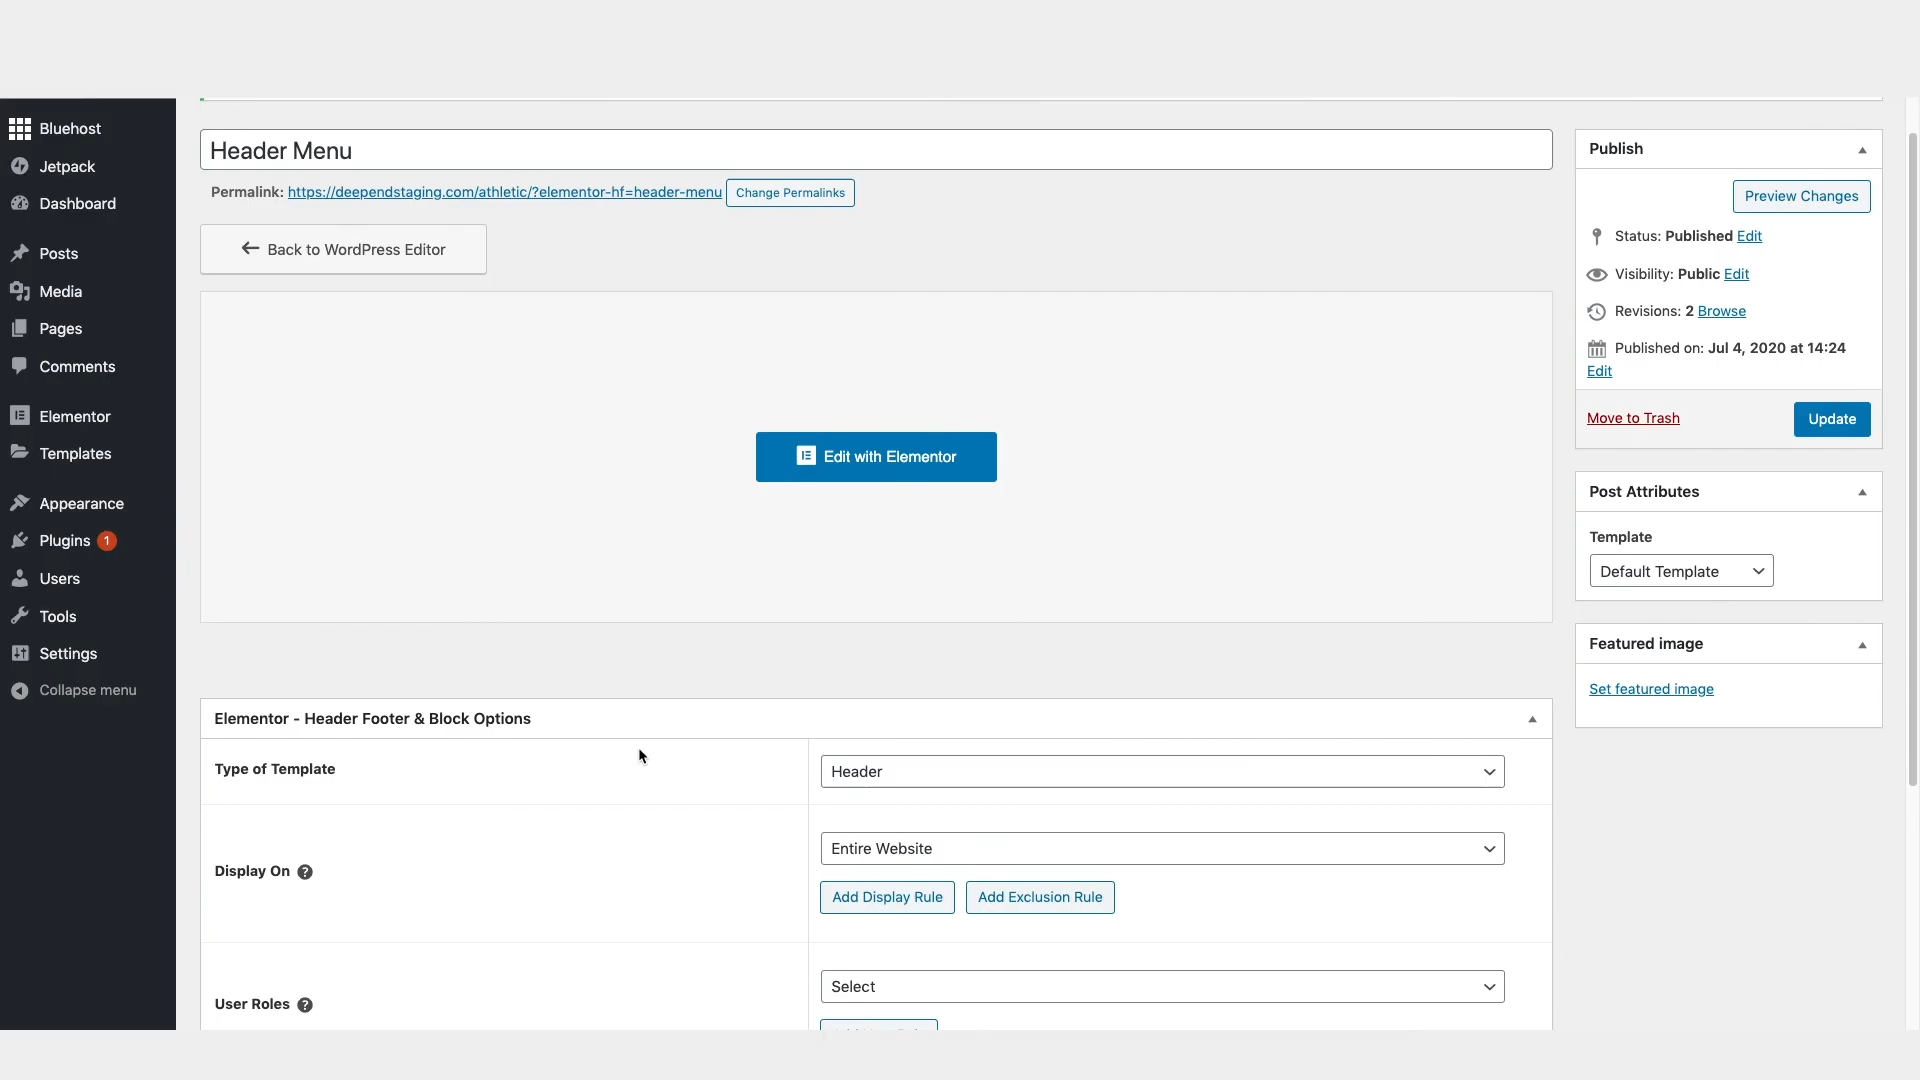 Bluehost
Jetpack
Dashboard
Posts
Media
Pages
Comments
Elementor
Templates
Appearance
Plugins 1
Users
Tools
Settings
Collapse menu
Header Menu
Permalink: https://deependstaging.com/athletic/?elementor-hf=header-menu Change Permalinks
← Back to WordPress Editor
Edit with Elementor
Elementor - Header Footer & Block Options
Type of Template
Header
Display On ?
Entire Website
Add Display Rule Add Exclusion Rule
User Roles ?
Select
Publish
Preview Changes
Status: Published Edit
Visibility: Public Edit
Revisions: 2 Browse
Published on: Jul 4, 2020 at 14:24
Edit
Move to Trash Update
Post Attributes
Template
Default Template
Featured image
Set featured image